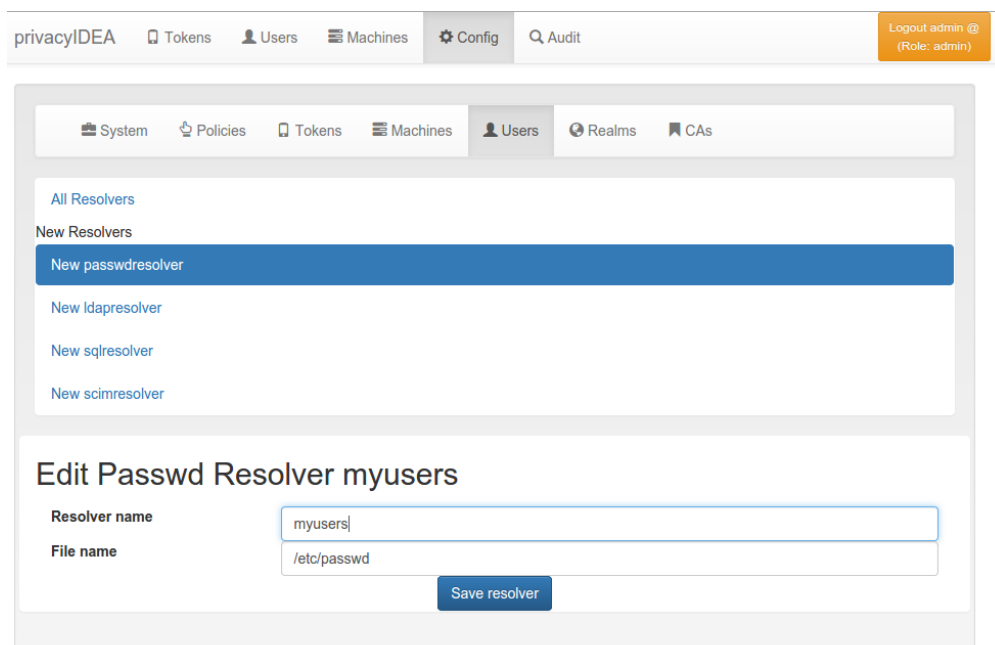 privacyIDEA Tokens Users Machines Config Audit Logout admin @
(Role: admin)
System Policies Tokens Machines Users Realms CAs
All Resolvers
New Resolvers
New passwdresolver
New ldapresolver
New sqlresolver
New scimresolver
Edit Passwd Resolver myusers
Resolver name myusers
File name /etc/passwd
Save resolver